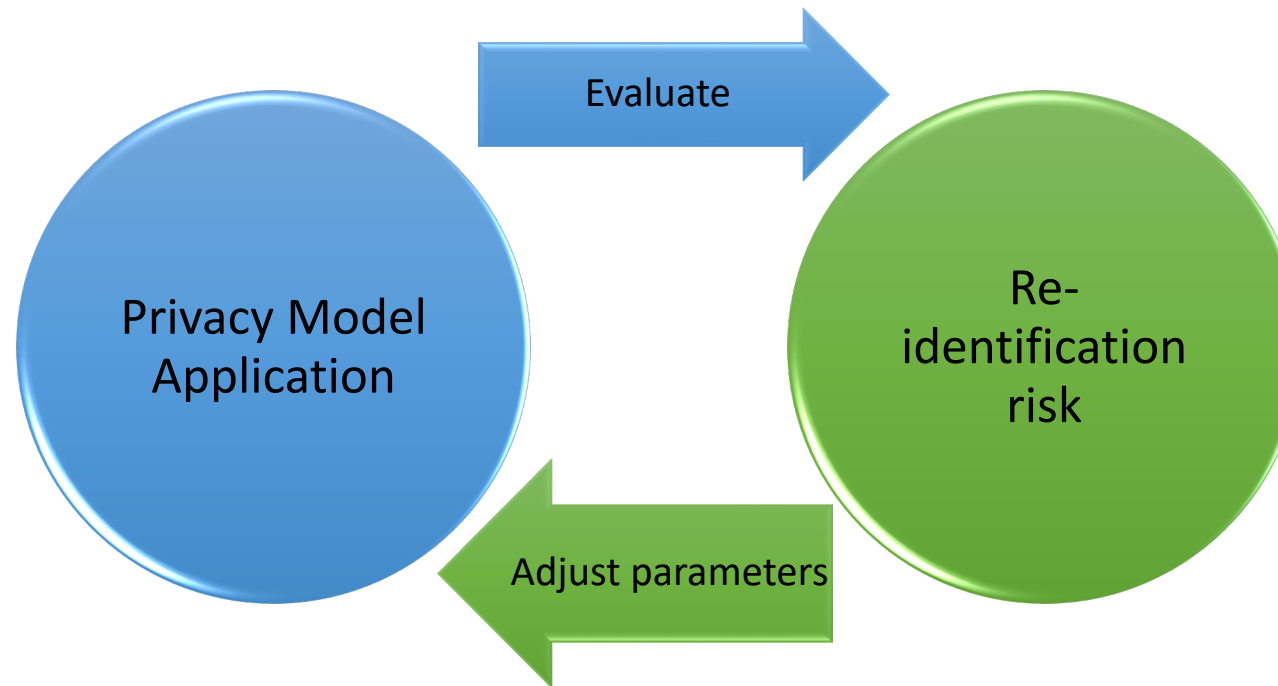 Evaluate
Privacy Model
Application
Re-
identification
risk
Adjust parameters